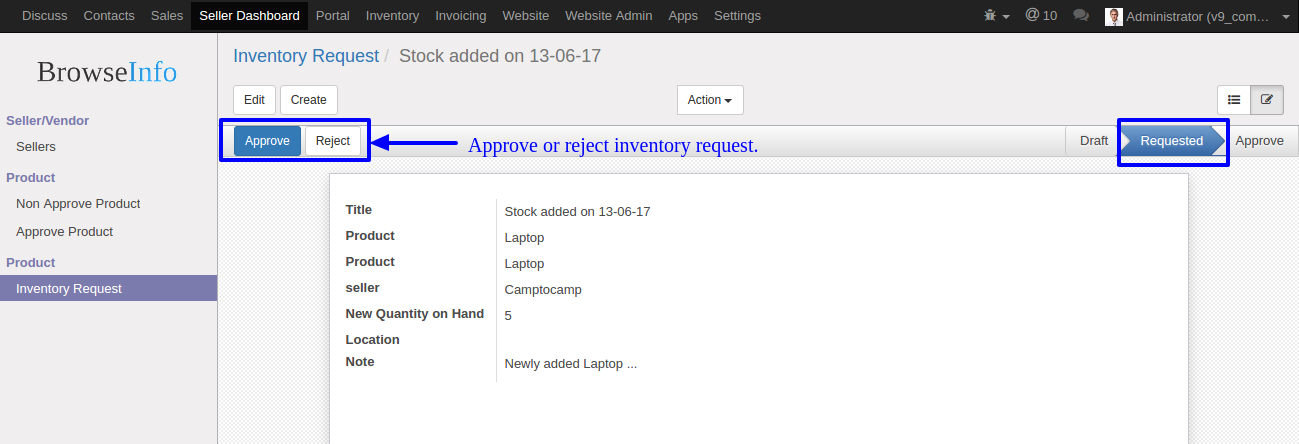 Discuss Contacts Sales Seller Dashboard Portal Inventory Invoicing Website Website Admin Apps Settings @ 10 Administrator (v9_com…
BrowseInfo
Inventory Request / Stock added on 13-06-17
Edit Create Action
Seller/Vendor
Sellers
Product
Non Approve Product
Approve Product
Product
Inventory Request
Approve Reject Approve or reject inventory request. Draft Requested Approve
Title Stock added on 13-06-17
Product Laptop
Product Laptop
seller Camptocamp
New Quantity on Hand 5
Location
Note Newly added Laptop ...